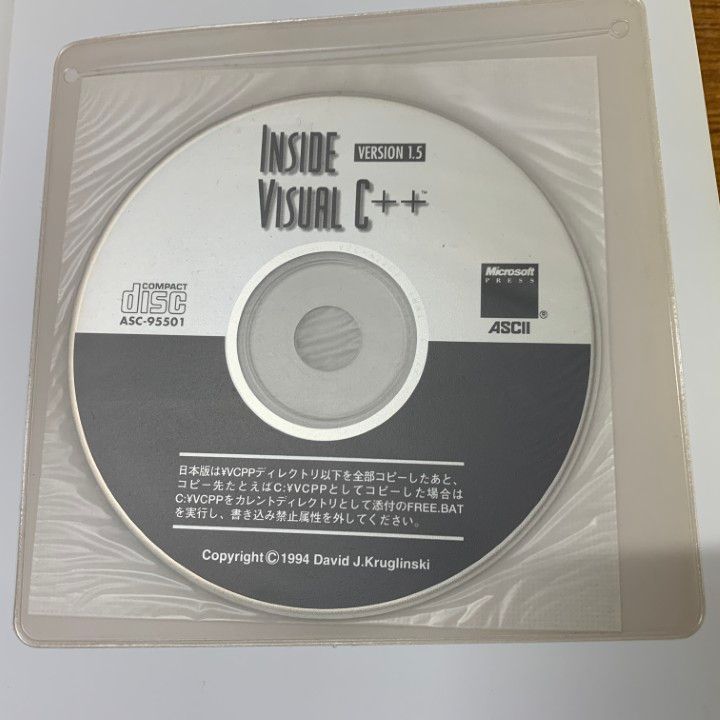 INSIDE VERSION 1.5
VISUAL C++™
COMPACT
disc
ASC-95501
Microsoft
PRESS
®
ASCII
日本版は¥VCPPディレクトリ以下を全部コピーしたあと、
コピー先たとえばC:¥VCPPとしてコピーした場合は
C:¥VCPPをカレントディレクトリとして添付のFREE.BAT
を実行し、書き込み禁止属性を外してください。
Copyright©1994 David J.Kruglinski